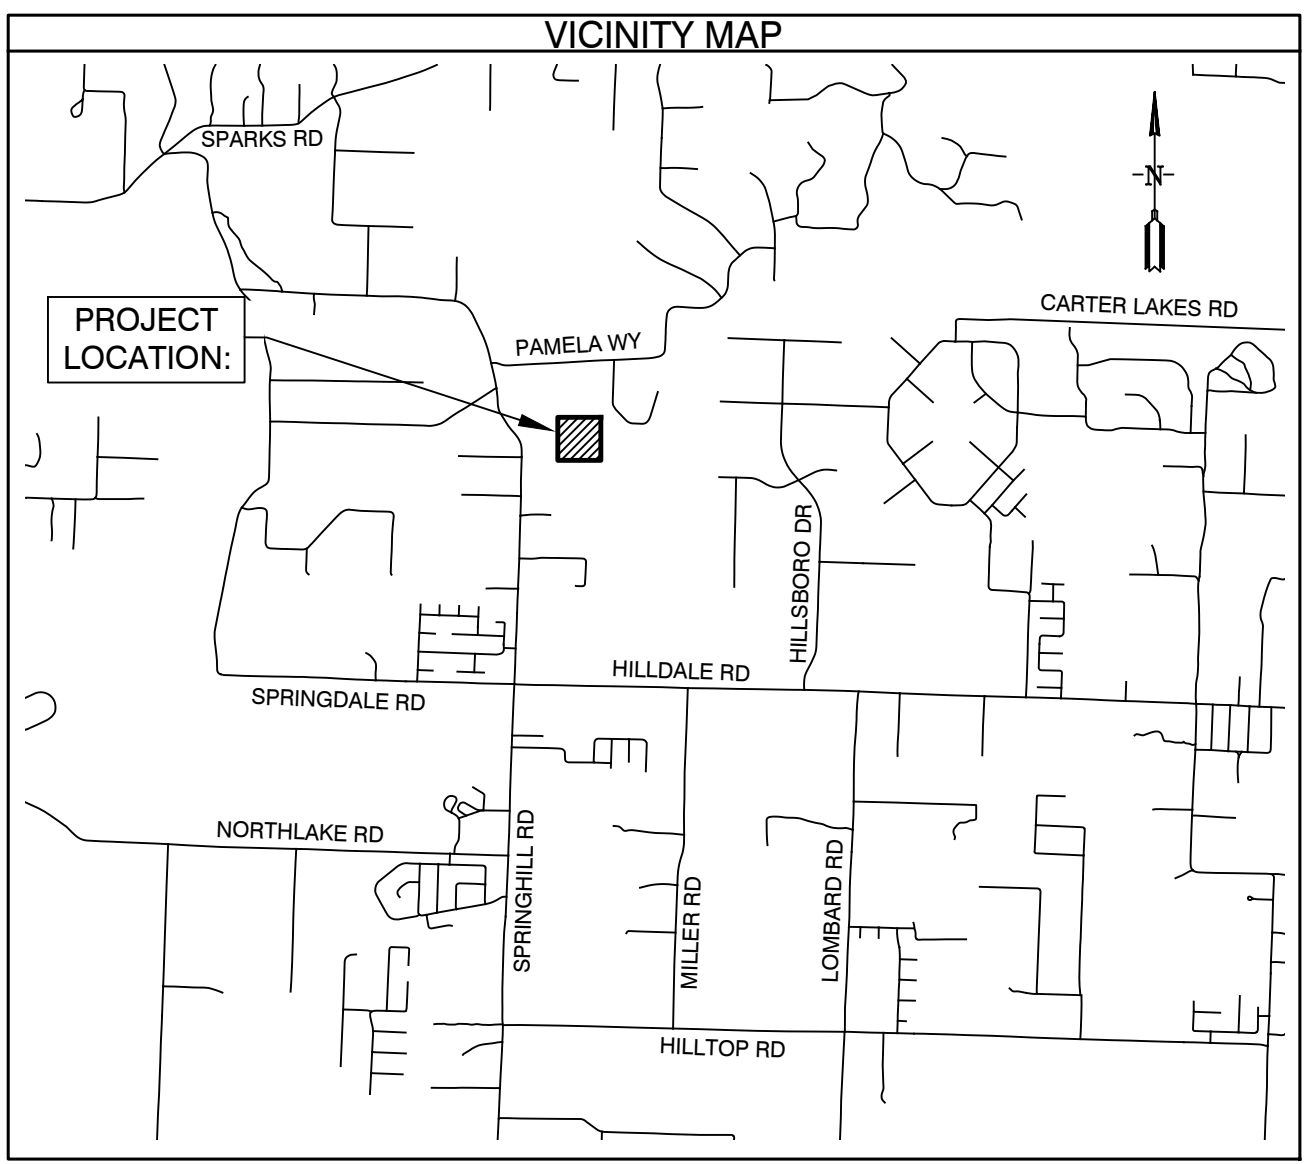 VICINITY MAP
SPARKS RD
N
CARTER LAKES RD
PROJECT
LOCATION:
PAMELA WY
HILLSBORO DR
HILLDALE RD
SPRINGDALE RD
NORTHLAKE RD
SPRINGHILL RD
MILLER RD
LOMBARD RD
HILLTOP RD